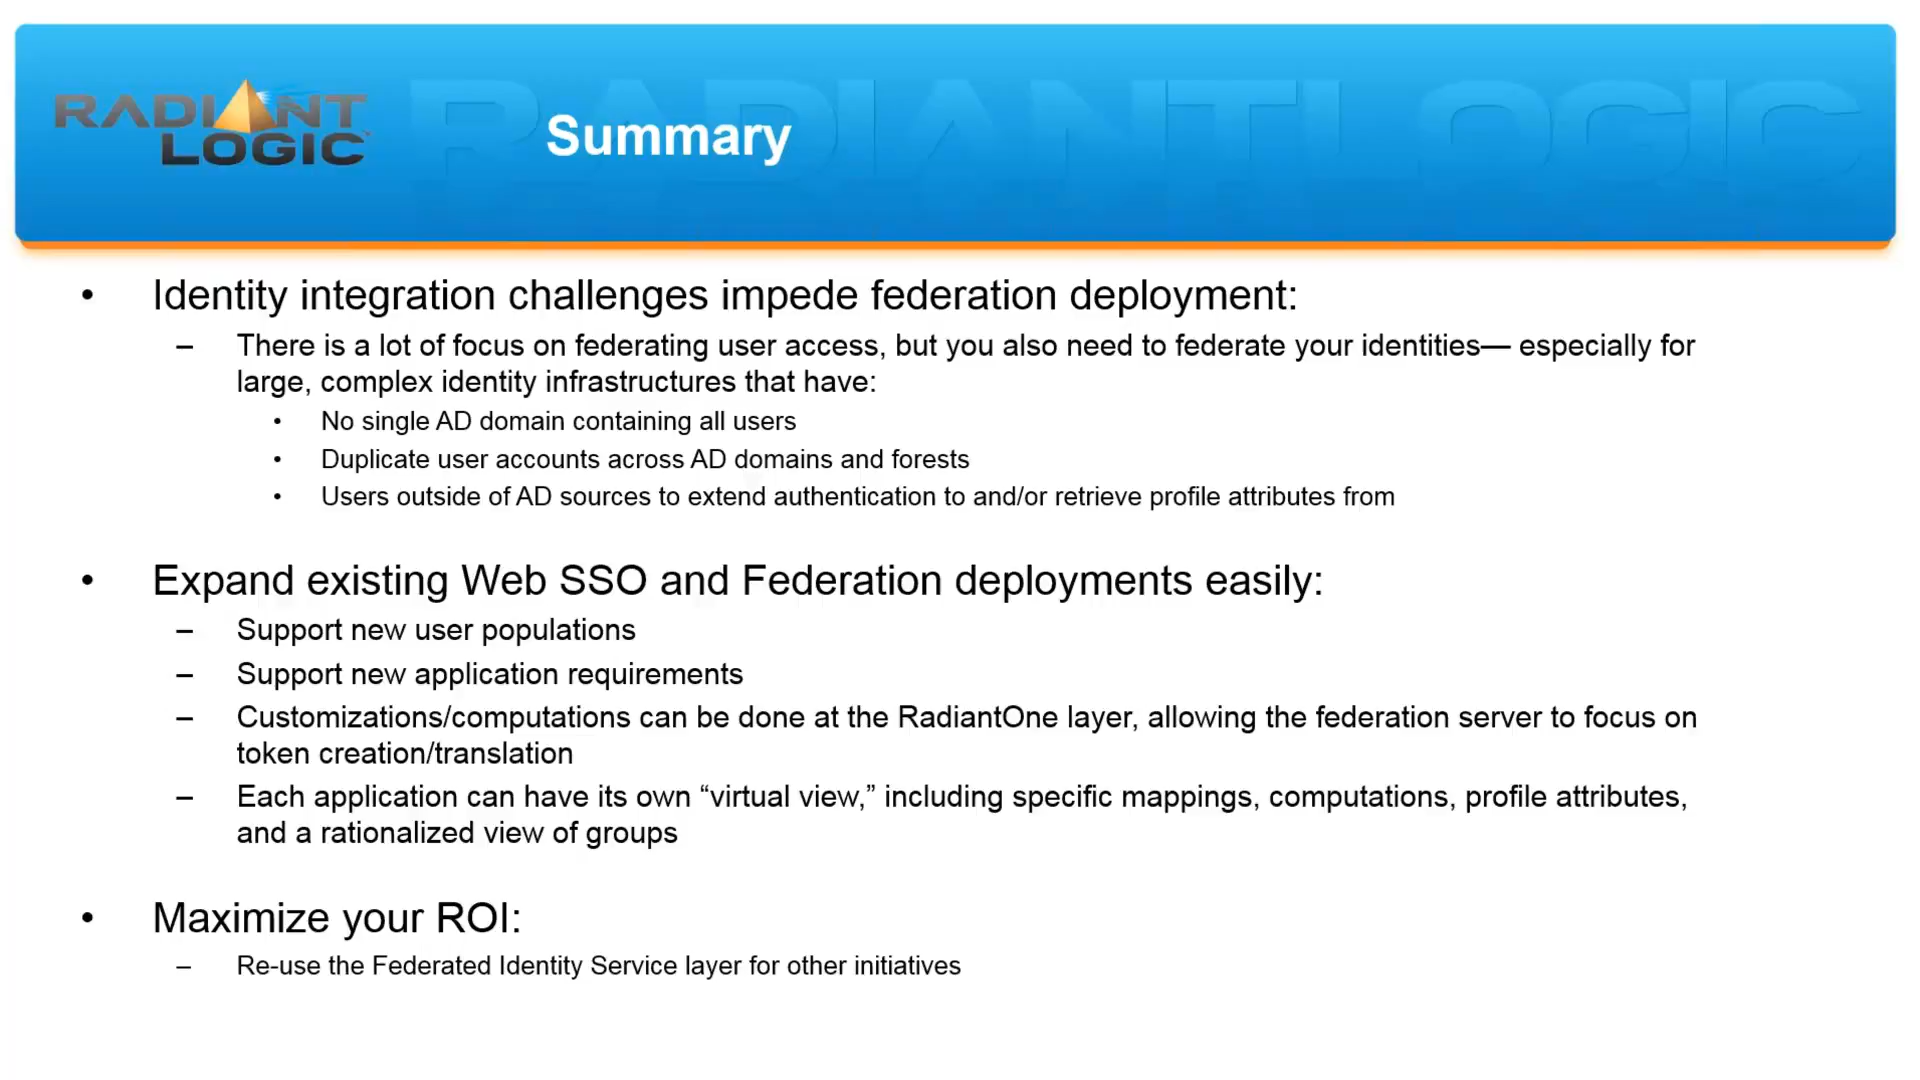 RADIANT
LOGIC
RADIANTLOGIC
Summary
• Identity integration challenges impede federation deployment:
– There is a lot of focus on federating user access, but you also need to federate your identities— especially for
large, complex identity infrastructures that have:
• No single AD domain containing all users
• Duplicate user accounts across AD domains and forests
• Users outside of AD sources to extend authentication to and/or retrieve profile attributes from
• Expand existing Web SSO and Federation deployments easily:
– Support new user populations
– Support new application requirements
– Customizations/computations can be done at the RadiantOne layer, allowing the federation server to focus on
token creation/translation
– Each application can have its own “virtual view,” including specific mappings, computations, profile attributes,
and a rationalized view of groups
• Maximize your ROI:
– Re-use the Federated Identity Service layer for other initiatives